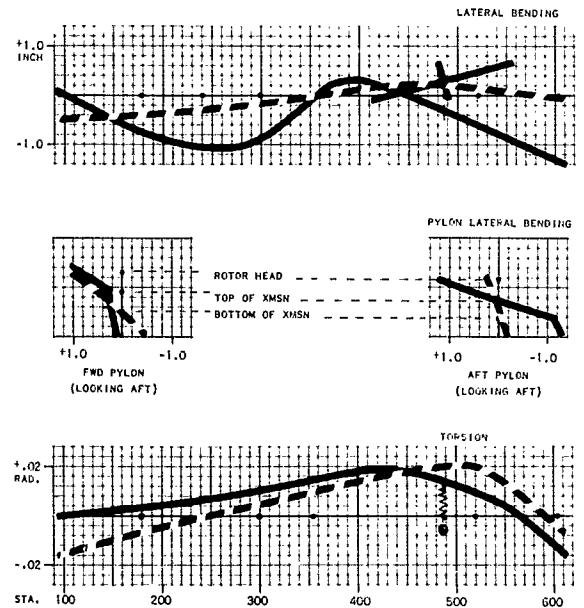 LATERAL BENDING
+1.0
INCH
-1.0
PYLON LATERAL BENDING
ROTOR HEAD
TOP OF XMSN
BOTTOM OF XMSN
+1.0 -1.0 +1.0 -1.0
FWD PYLON AFT PYLON
(LOOKING AFT) (LOOKING AFT)
TORSION
+.02
RAD.
-.02
STA. 100 200 300 400 500 600